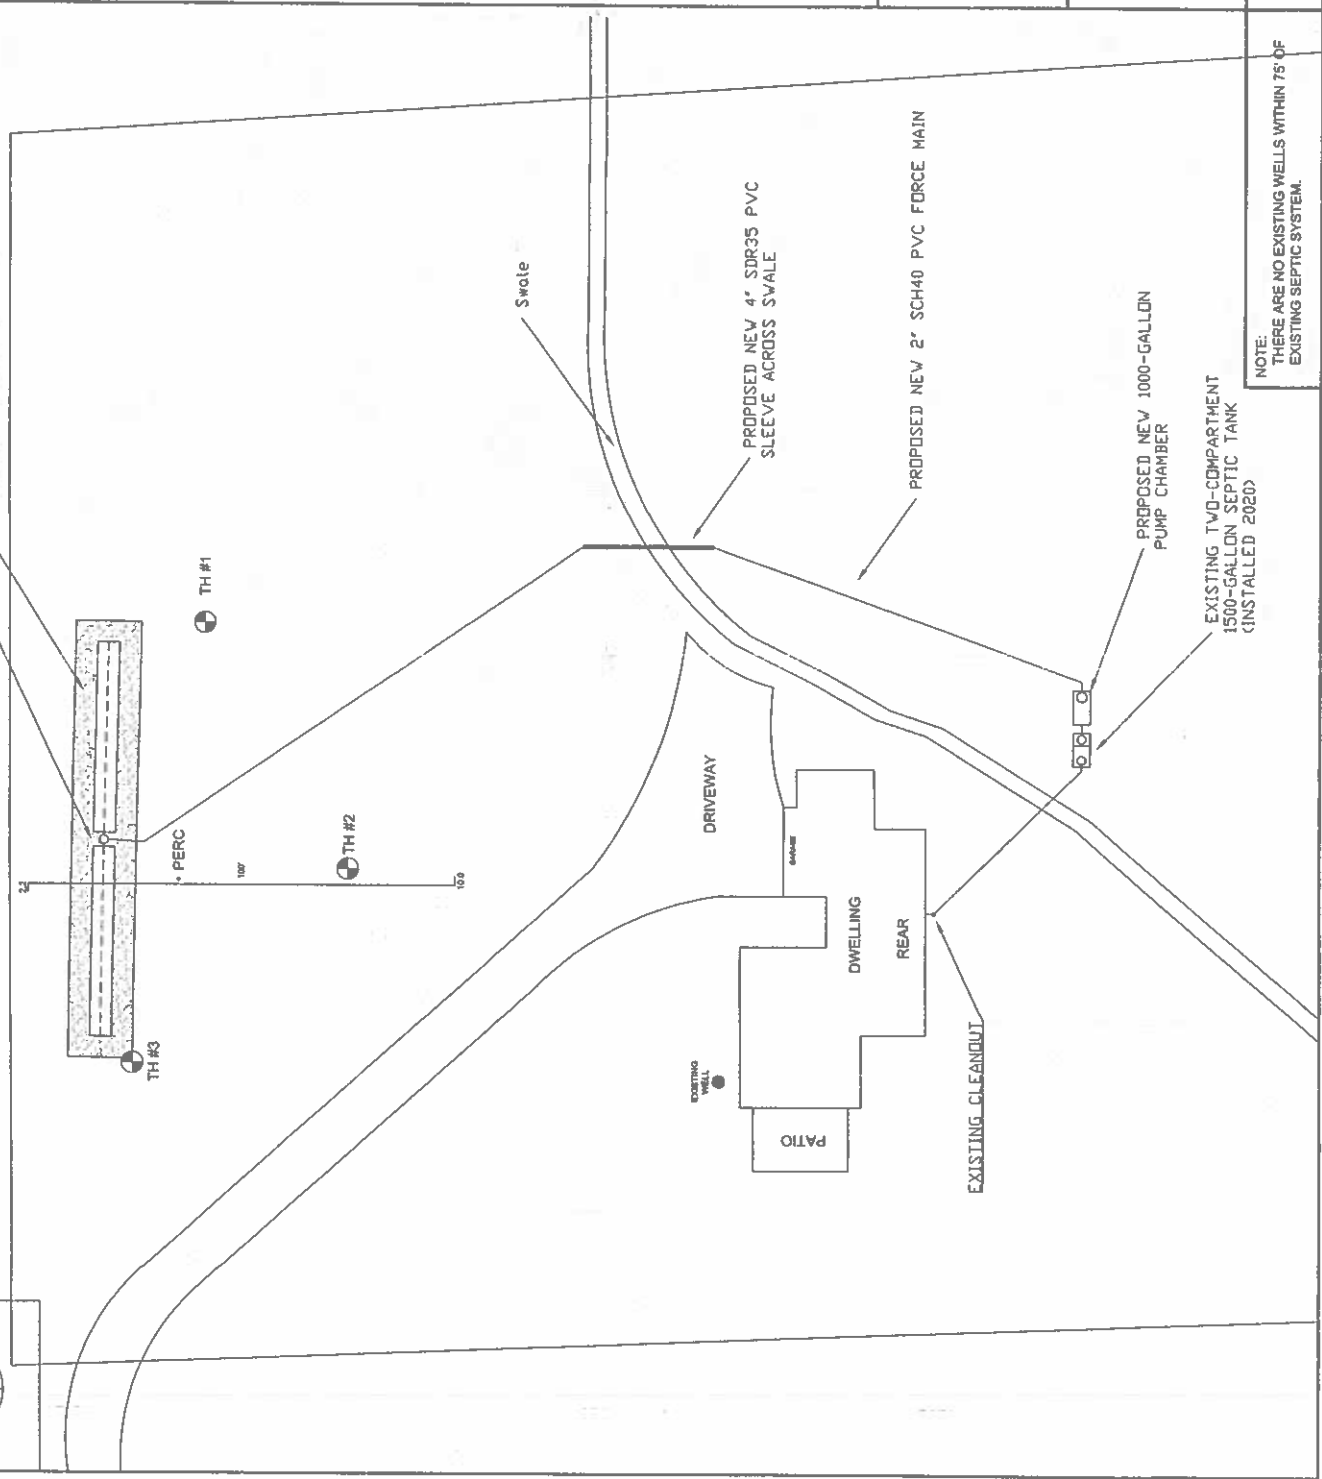 NOTE:
THERE ARE NO EXISTING WELLS WITHIN 75' OF
EXISTING SEPTIC SYSTEM.
Swale
PROPOSED NEW 4" SDR35 PVC
SLEEVE ACROSS SWALE
PROPOSED NEW 2" SCH40 PVC FORCE MAIN
PROPOSED NEW 1000-GALLON
PUMP CHAMBER
EXISTING TWO-COMPARTMENT
1500-GALLON SEPTIC TANK
(INSTALLED 2020)
TH #1
PERC
100'
TH #2
TH #3
DRIVEWAY
GARAGE
DWELLING
REAR
EXISTING
WELL
PATIO
EXISTING CLEANOUT